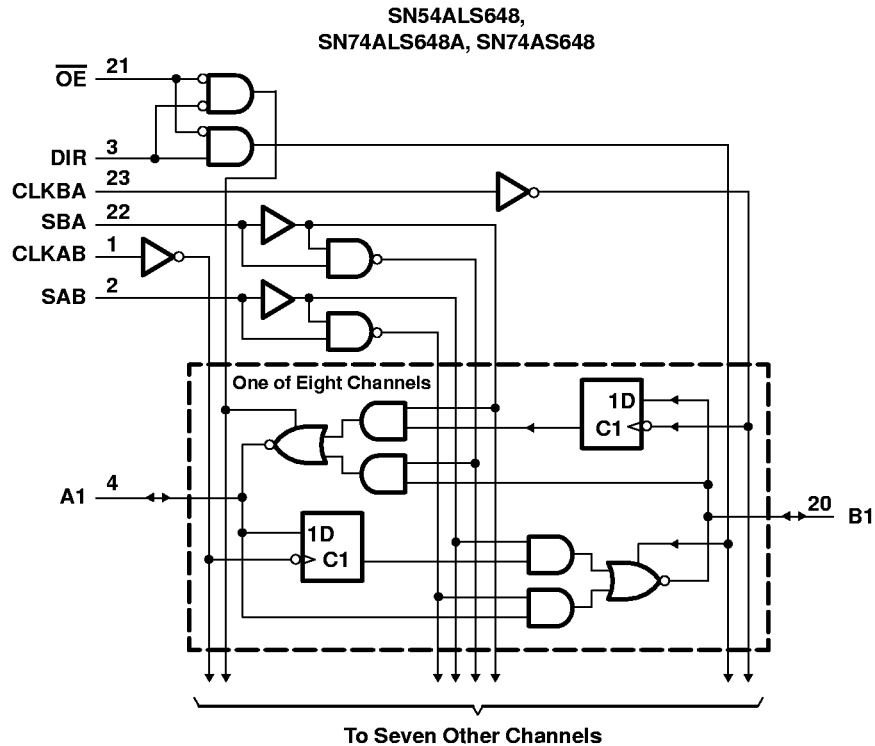 SN54ALS648,
SN74ALS648A, SN74AS648
OE 21
DIR 3
CLKBA 23
SBA 22
CLKAB 1
SAB 2
One of Eight Channels
1D
C1
A1 4
1D
C1
20 B1
To Seven Other Channels